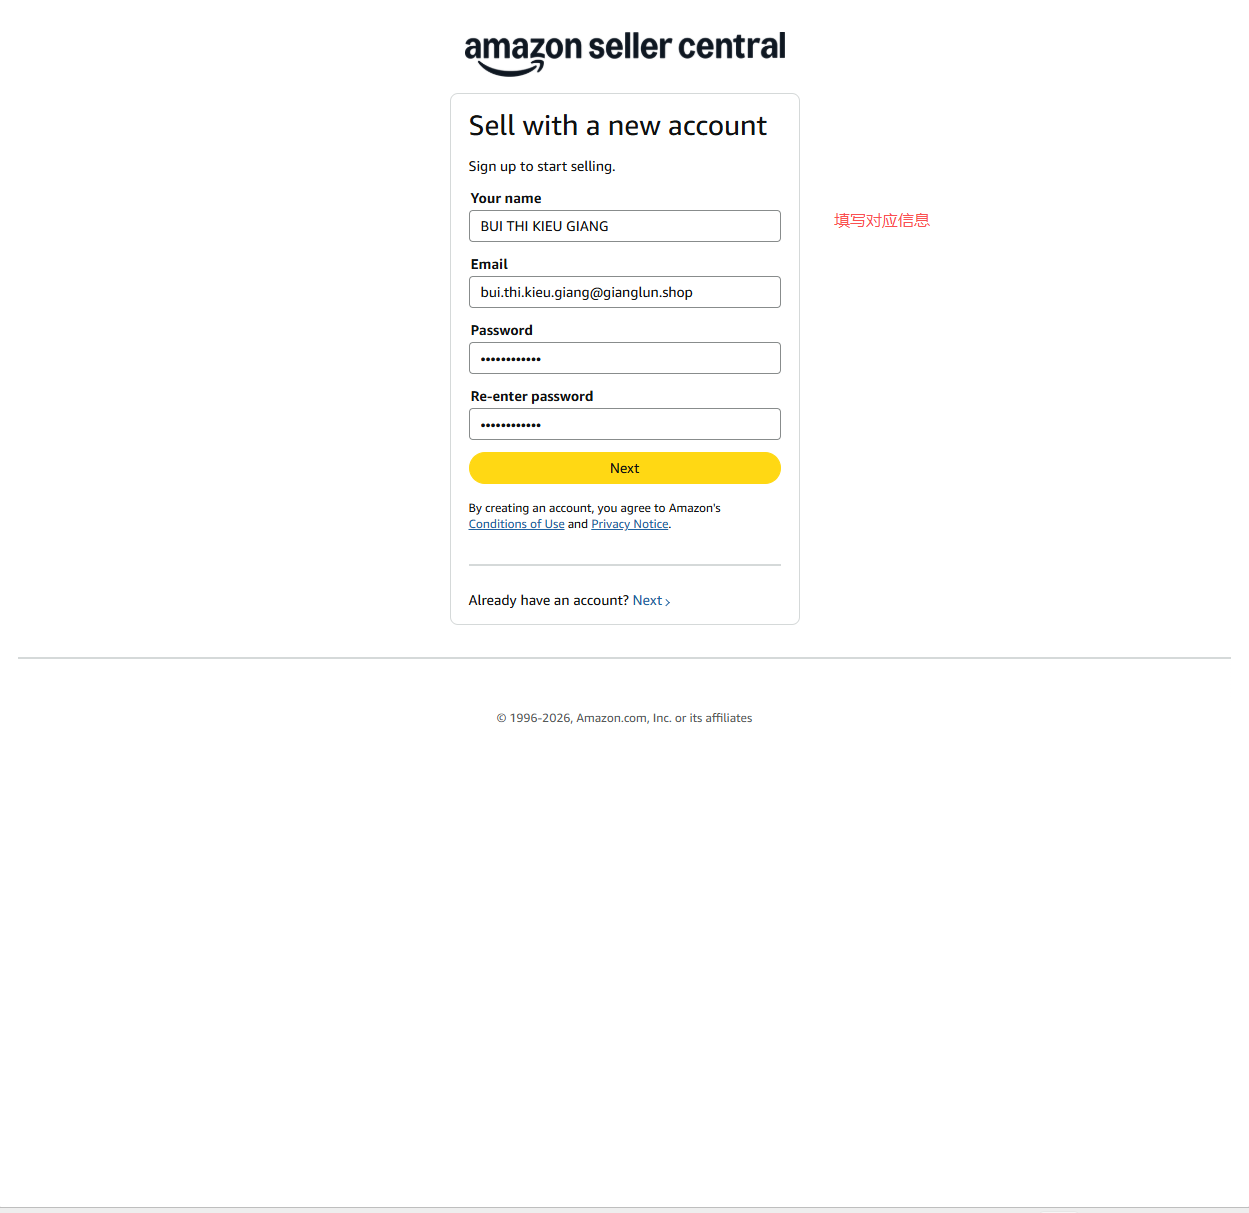 amazon seller central
Sell with a new account
Sign up to start selling.
Your name
BUI THI KIEU GIANG
填写对应信息
Email
bui.thi.kieu.giang@gianglun.shop
Password
••••••••••••
Re-enter password
••••••••••••
Next
By creating an account, you agree to Amazon's
Conditions of Use and Privacy Notice.
Already have an account? Next ›
© 1996-2026, Amazon.com, Inc. or its affiliates